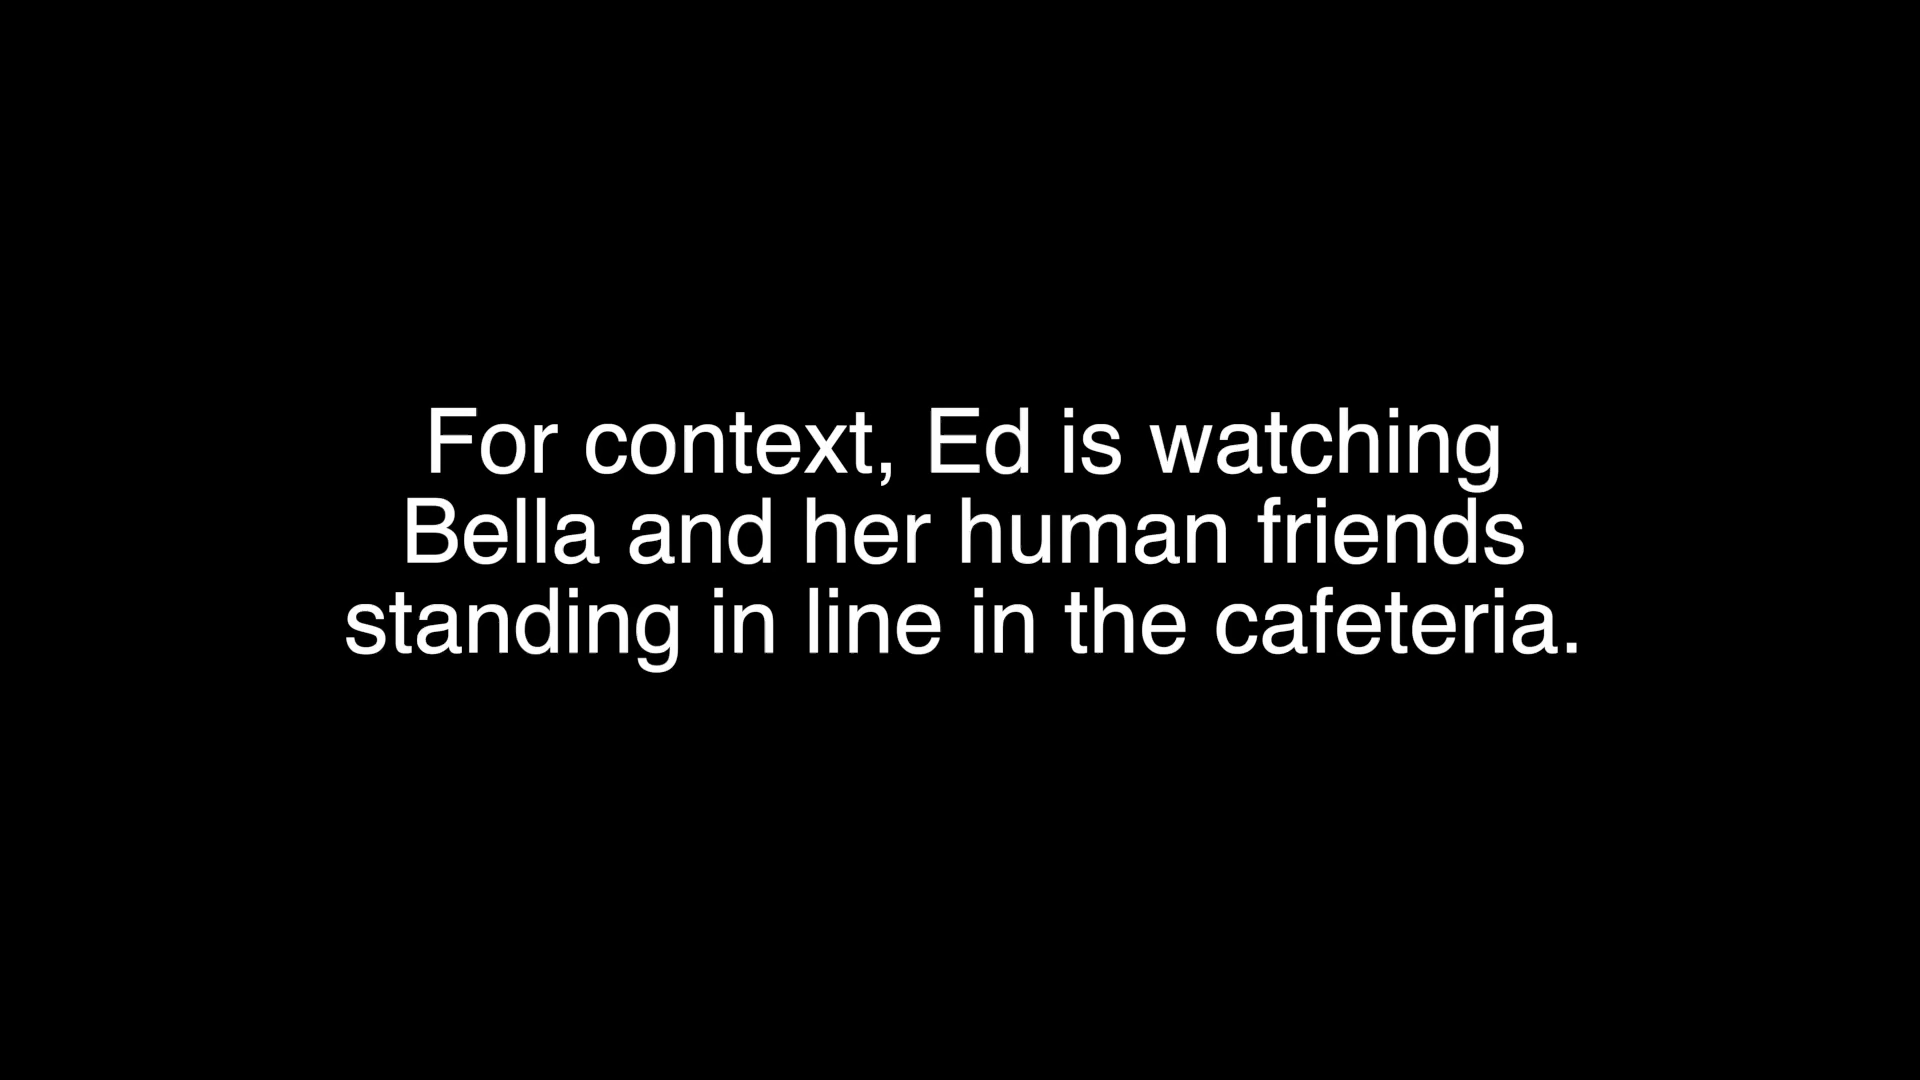 For context, Ed is watching
Bella and her human friends
standing in line in the cafeteria.